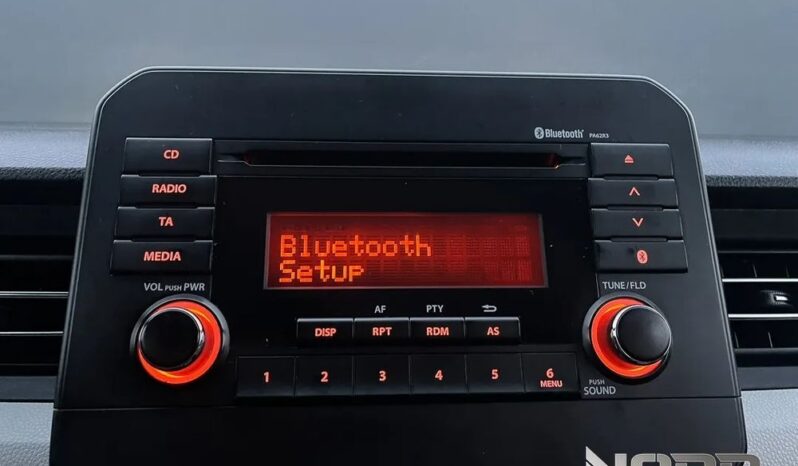 Bluetooth PA62R3
CD
RADIO
TA
MEDIA
Bluetooth
Setup
VOL PUSH PWR
TUNE/FLD
AF PTY
DISP RPT RDM AS
1 2 3 4 5 6
MENU
PUSH
SOUND